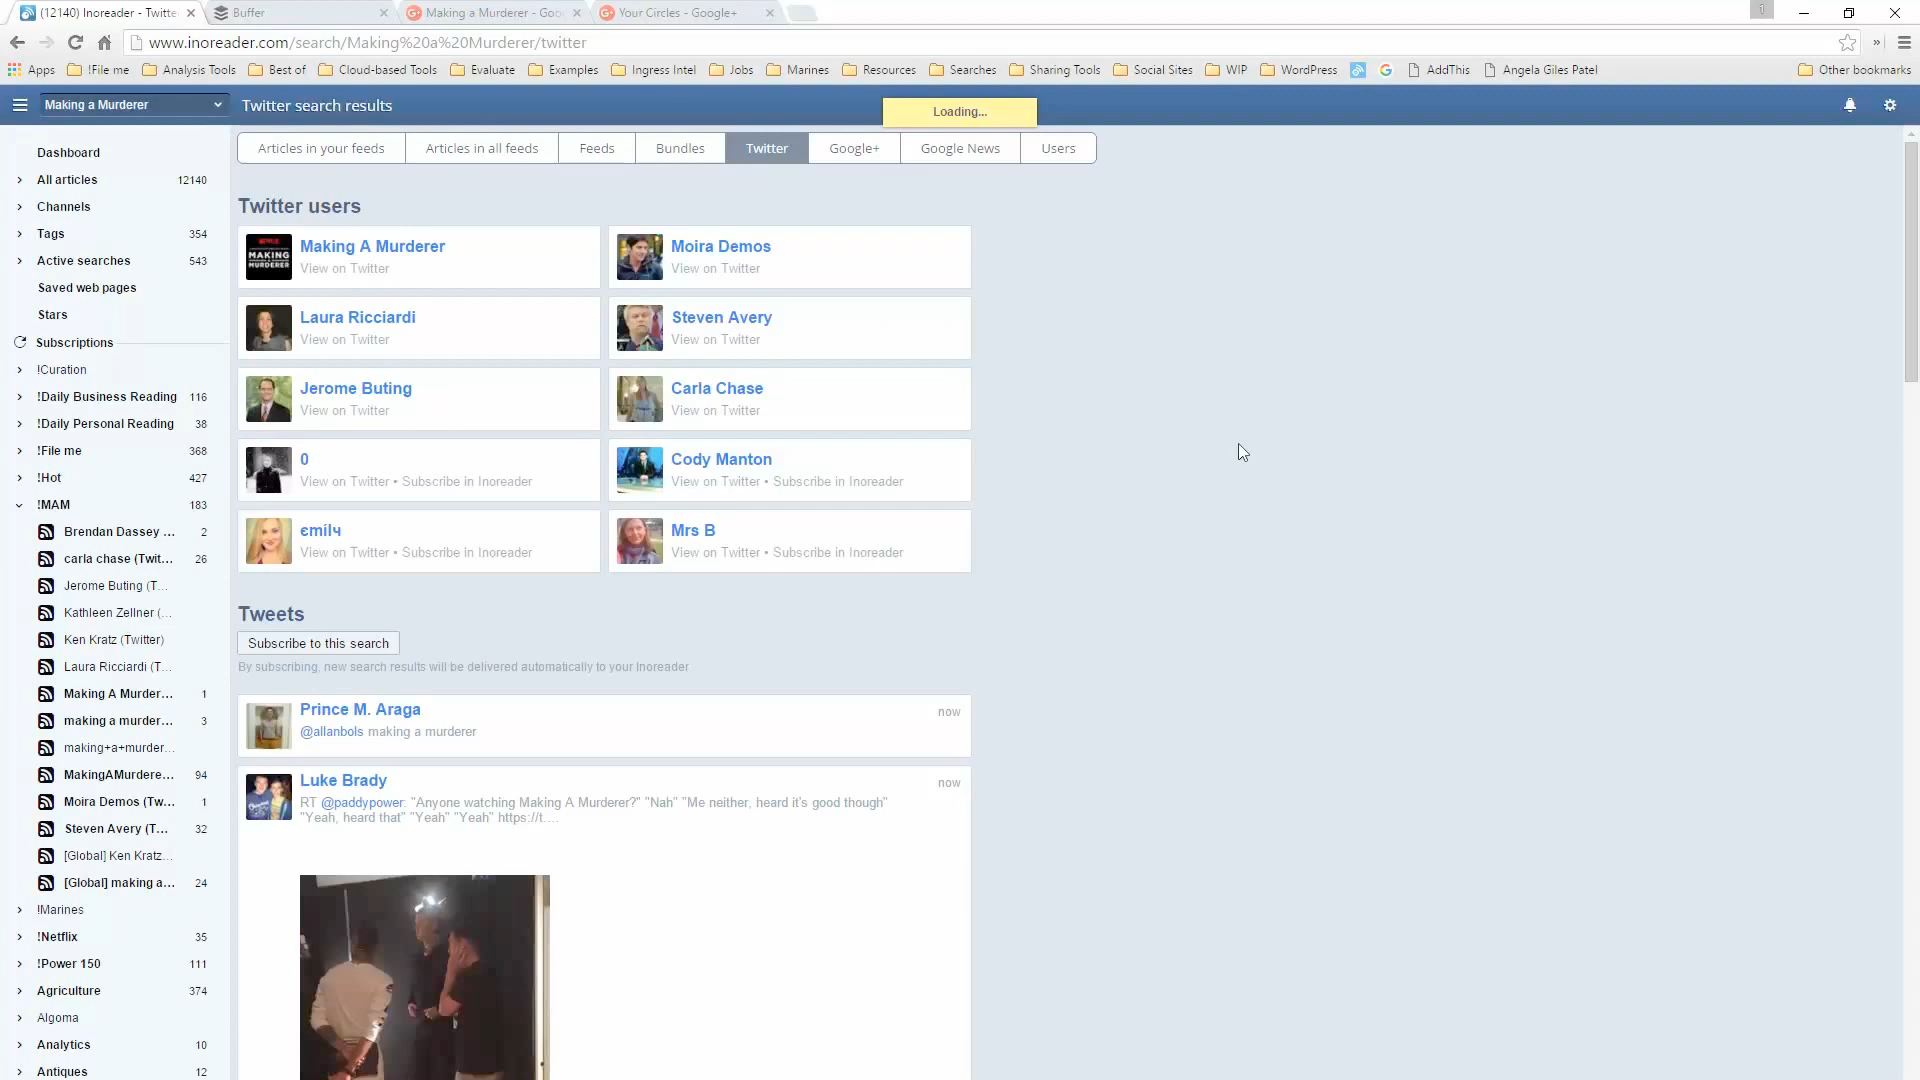 (12140) Inoreader - Twitte
Buffer
Making a Murderer - Goo
Your Circles - Google+
1
www.inoreader.com/search/Making%20a%20Murderer/twitter
Apps
!File me
Analysis Tools
Best of
Cloud-based Tools
Evaluate
Examples
Ingress Intel
Jobs
Marines
Resources
Searches
Sharing Tools
Social Sites
WIP
WordPress
AddThis
Angela Giles Patel
Other bookmarks
Making a Murderer
Twitter search results
Loading...
Articles in your feeds
Articles in all feeds
Feeds
Bundles
Twitter
Google+
Google News
Users
Dashboard
All articles 12140
Channels
Tags 354
Active searches 543
Saved web pages
Stars
Subscriptions
!Curation
!Daily Business Reading 116
!Daily Personal Reading 38
!File me 368
!Hot 427
!MAM 183
Brendan Dassey ... 2
carla chase (Twit... 26
Jerome Buting (T...
Kathleen Zellner (...
Ken Kratz (Twitter)
Laura Ricciardi (T...
Making A Murder... 1
making a murder... 3
making+a+murder...
MakingAMurdere... 94
Moira Demos (Tw... 1
Steven Avery (T... 32
[Global] Ken Kratz...
[Global] making a... 24
!Marines
!Netflix 35
!Power 150 111
Agriculture 374
Algoma
Analytics 10
Antiques 12
Twitter users
NETFLIX
MAKING
MURDERER
Making A Murderer
View on Twitter
Moira Demos
View on Twitter
Laura Ricciardi
View on Twitter
Steven Avery
View on Twitter
Jerome Buting
View on Twitter
Carla Chase
View on Twitter
0
View on Twitter • Subscribe in Inoreader
Cody Manton
View on Twitter • Subscribe in Inoreader
єmilч
View on Twitter • Subscribe in Inoreader
Mrs B
View on Twitter • Subscribe in Inoreader
Tweets
Subscribe to this search
By subscribing, new search results will be delivered automatically to your Inoreader
Prince M. Araga
now
@allanbols making a murderer
Luke Brady
now
RT @paddypower: "Anyone watching Making A Murderer?" "Nah" "Me neither, heard it's good though"
"Yeah, heard that" "Yeah" "Yeah" https://t.…